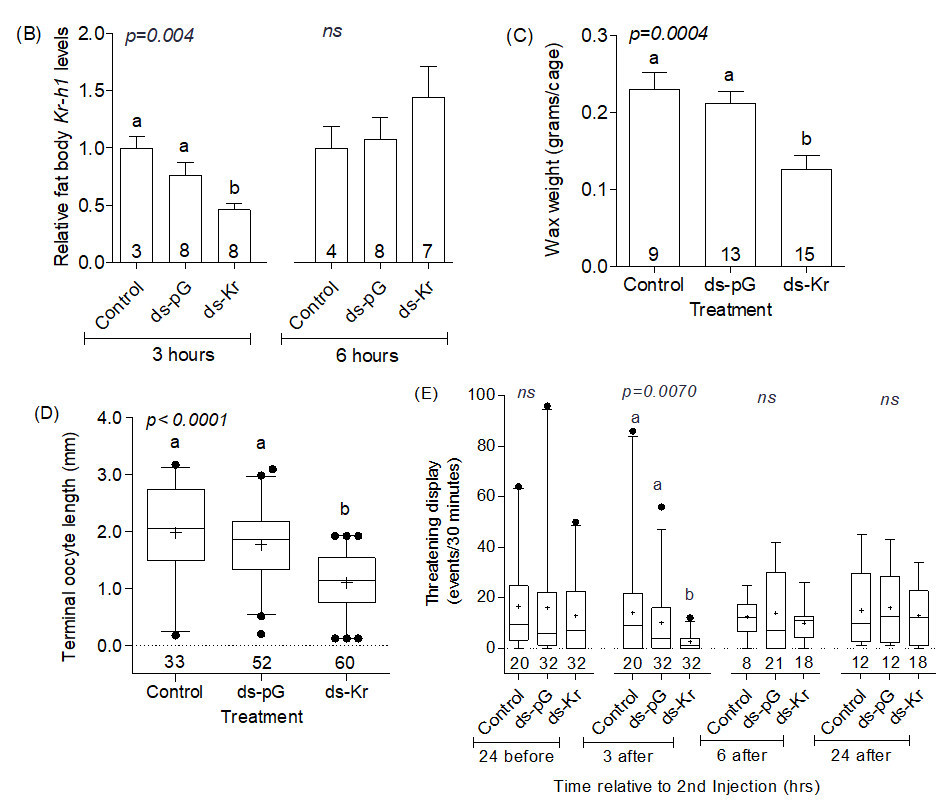 (B)
p=0.004
ns
Relative fat body Kr-h1 levels
2.0
1.5
1.0
0.5
0.0
a
a
b
3
8
8
4
8
7
Control
ds-pG
ds-Kr
Control
ds-pG
ds-Kr
3 hours
6 hours
(C)
p=0.0004
Wax weight (grams/cage)
0.3
0.2
0.1
0.0
a
a
b
9
13
15
Control
ds-pG
ds-Kr
Treatment
(D)
p< 0.0001
Terminal oocyte length (mm)
4.0
3.0
2.0
1.0
0.0
a
a
b
33
52
60
Control
ds-pG
ds-Kr
Treatment
(E)
ns
p=0.0070
ns
ns
Threatening display
(events/30 minutes)
100
80
60
40
20
0
a
a
b
20
32
32
20
32
32
8
21
18
12
12
18
Control
ds-pG
ds-Kr
Control
ds-pG
ds-Kr
Control
ds-pG
ds-Kr
Control
ds-pG
ds-Kr
24 before
3 after
6 after
24 after
Time relative to 2nd Injection (hrs)